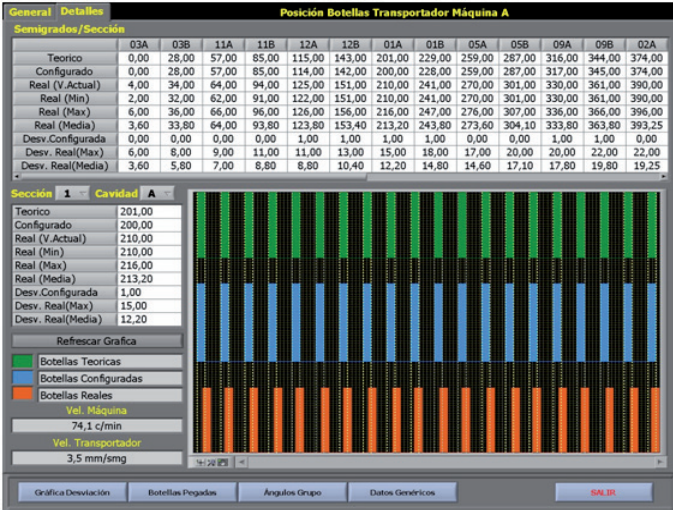 General Detalles Posición Botellas Transportador Máquina A
Semigrados/Sección
03A 03B 11A 11B 12A 12B 01A 01B 05A 05B 09A 09B 02A
Teorico 0,00 28,00 57,00 85,00 115,00 143,00 201,00 229,00 259,00 287,00 316,00 344,00 374,00
Configurado 0,00 28,00 57,00 85,00 114,00 142,00 200,00 228,00 259,00 287,00 317,00 345,00 374,00
Real (V.Actual) 4,00 34,00 64,00 94,00 125,00 151,00 210,00 241,00 270,00 301,00 330,00 361,00 390,00
Real (Min) 2,00 32,00 62,00 91,00 122,00 151,00 210,00 241,00 270,00 301,00 330,00 361,00 390,00
Real (Max) 6,00 36,00 66,00 96,00 126,00 156,00 216,00 247,00 276,00 307,00 336,00 366,00 396,00
Real (Media) 3,60 33,80 64,00 93,80 123,80 153,40 213,20 243,80 273,60 304,10 333,80 363,80 393,25
Desv.Configurada 0,00 0,00 0,00 0,00 1,00 1,00 1,00 1,00 0,00 0,00 1,00 1,00 0,00
Desv. Real(Max) 6,00 8,00 9,00 11,00 11,00 13,00 15,00 18,00 17,00 20,00 20,00 22,00 22,00
Desv. Real(Media) 3,60 5,80 7,00 8,80 8,80 10,40 12,20 14,80 14,60 17,10 17,80 19,80 19,25
Sección 1 Cavidad A
Teorico 201,00
Configurado 200,00
Real (V.Actual) 210,00
Real (Min) 210,00
Real (Max) 216,00
Real (Media) 213,20
Desv.Configurada 1,00
Desv. Real(Max) 15,00
Desv. Real(Media) 12,20
Refrescar Grafica
Botellas Teoricas
Botellas Configuradas
Botellas Reales
Vel. Máquina
74,1 c/min
Vel. Transportador
3,5 mm/smg
Gráfica Desviación Botellas Pegadas Ángulos Grupo Datos Genéricos SALIR